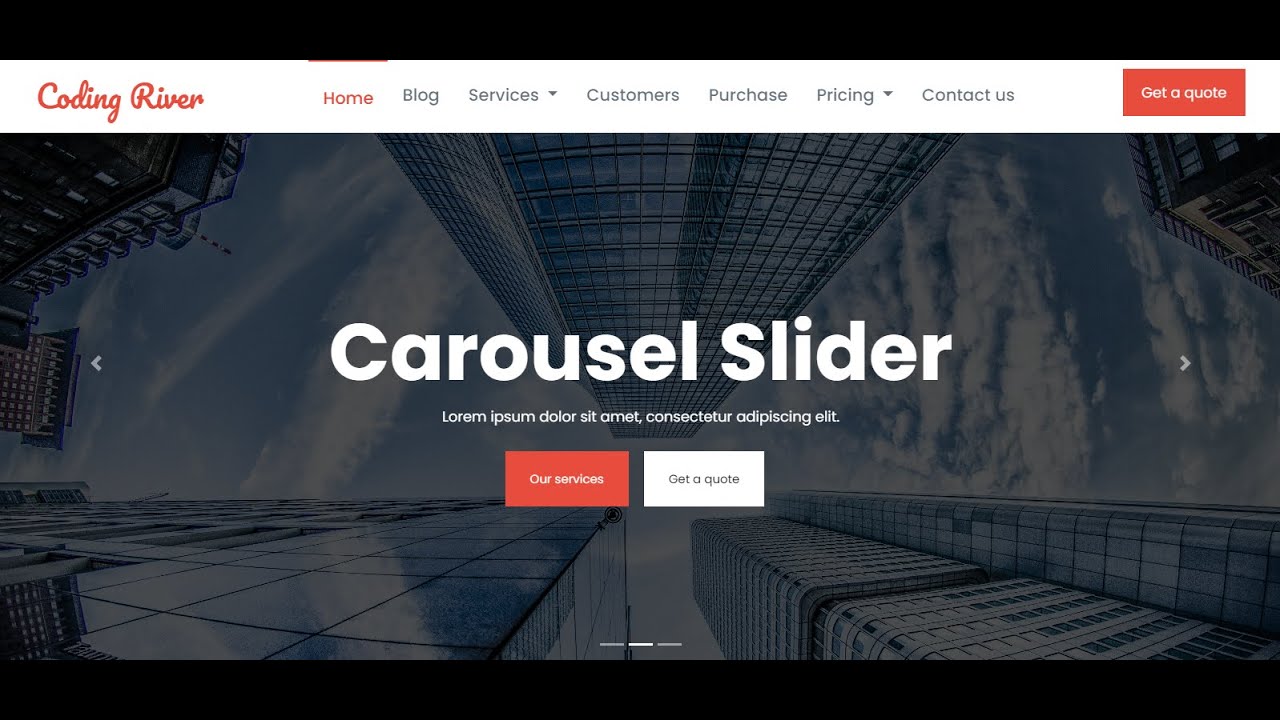 Coding River
Home Blog Services Customers Purchase Pricing Contact us
Get a quote
Carousel Slider
Lorem ipsum dolor sit amet, consectetur adipiscing elit.
Our services Get a quote